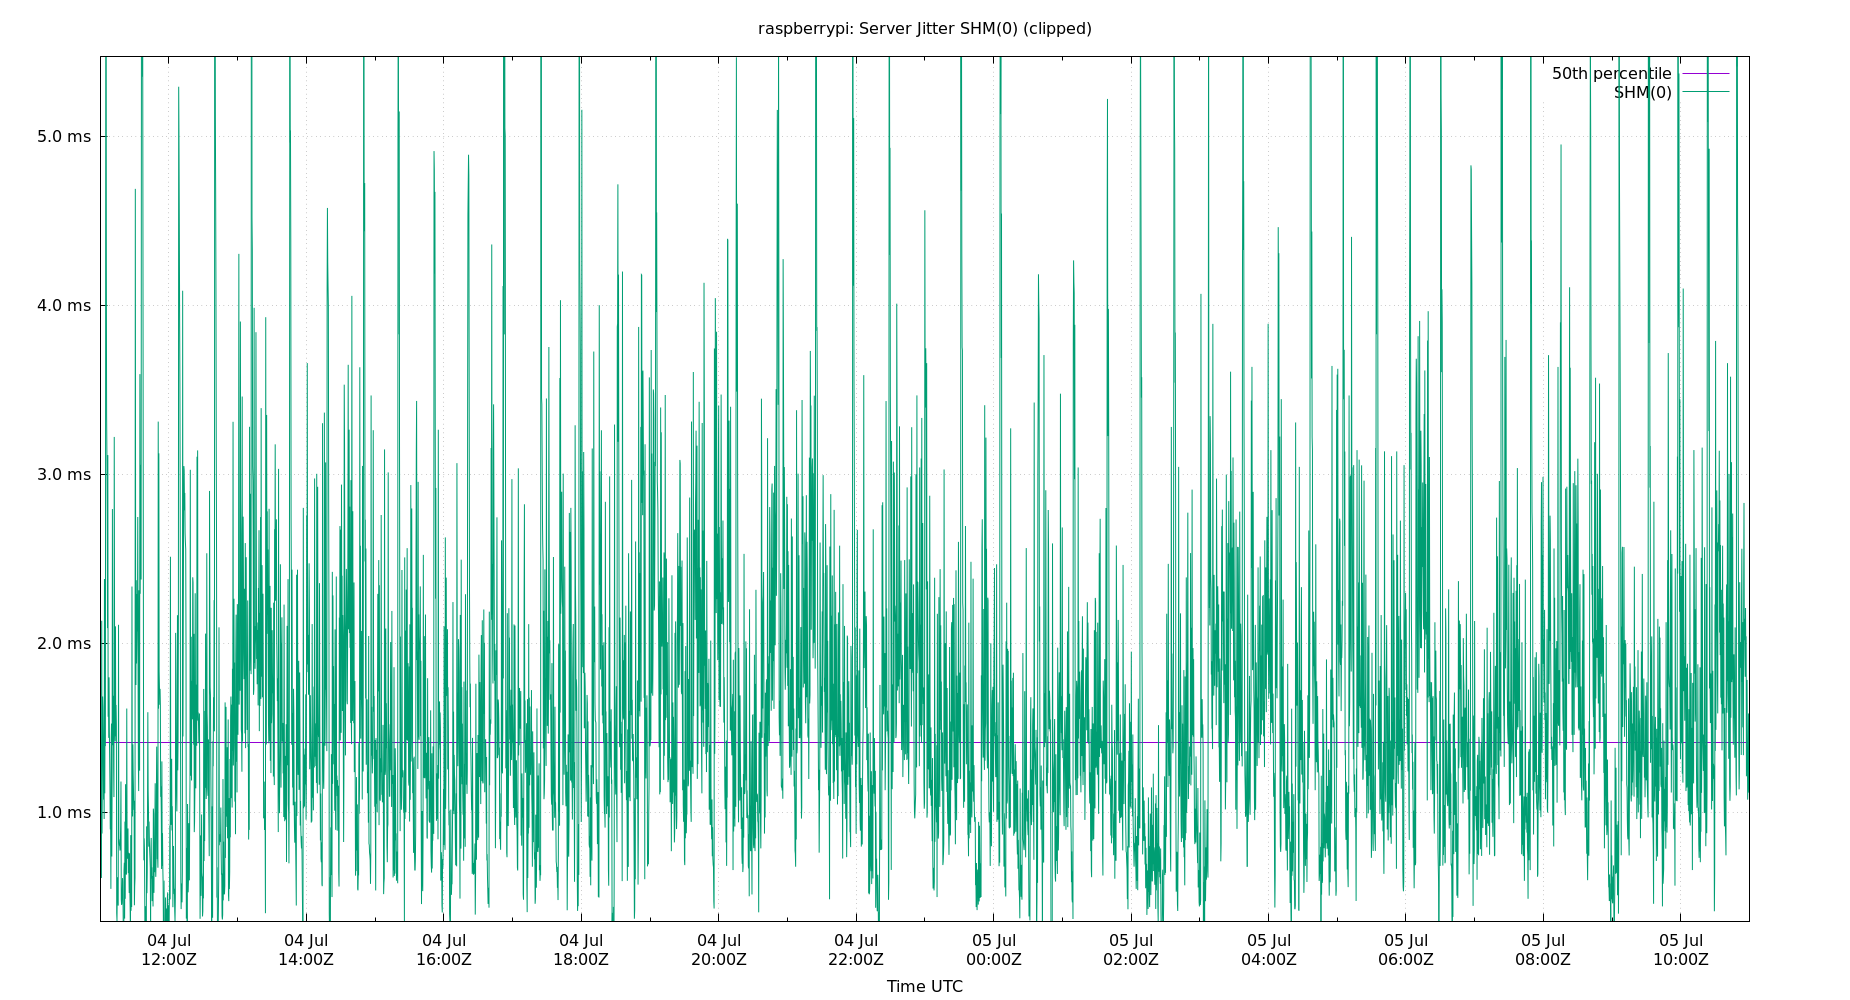 raspberrypi: Server Jitter SHM(0) (clipped)
50th percentile
SHM(0)
5.0 ms
4.0 ms
3.0 ms
2.0 ms
1.0 ms
04 Jul 04 Jul 04 Jul 04 Jul 04 Jul 04 Jul 05 Jul 05 Jul 05 Jul 05 Jul 05 Jul 05 Jul
12:00Z 14:00Z 16:00Z 18:00Z 20:00Z 22:00Z 00:00Z 02:00Z 04:00Z 06:00Z 08:00Z 10:00Z
Time UTC